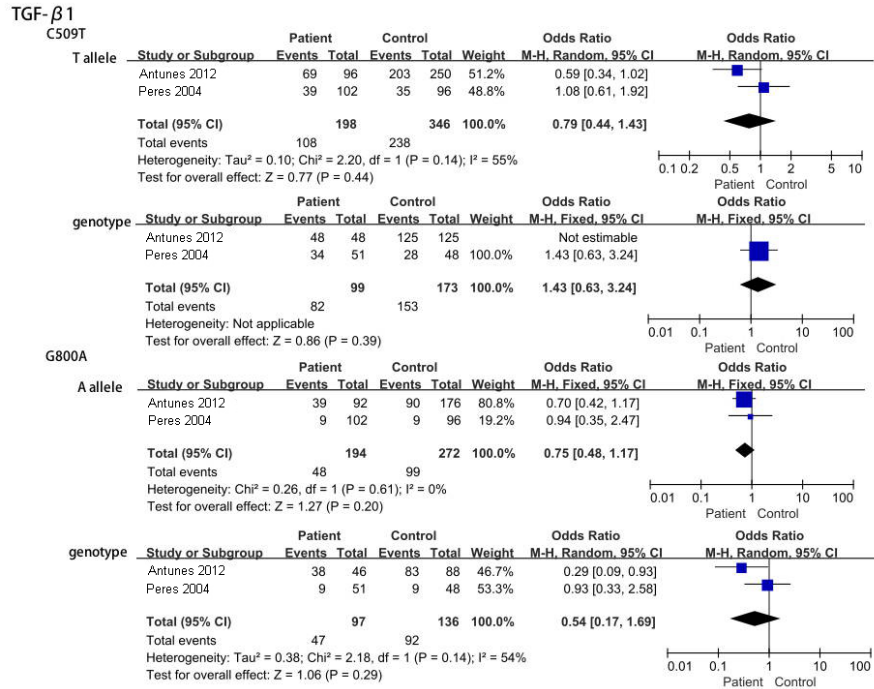 TGF-β1
C509T
Patient Control Odds Ratio Odds Ratio
T allele Study or Subgroup Events Total Events Total Weight M-H, Random, 95% CI M-H, Random, 95% CI
Antunes 2012 69 96 203 250 51.2% 0.59 [0.34, 1.02]
Peres 2004 39 102 35 96 48.8% 1.08 [0.61, 1.92]
Total (95% CI) 198 346 100.0% 0.79 [0.44, 1.43]
Total events 108 238
Heterogeneity: Tau² = 0.10; Chi² = 2.20, df = 1 (P = 0.14); I² = 55%
Test for overall effect: Z = 0.77 (P = 0.44)
0.1 0.2 0.5 1 2 5 10
Patient Control
Patient Control Odds Ratio Odds Ratio
genotype Study or Subgroup Events Total Events Total Weight M-H, Fixed, 95% CI M-H, Fixed, 95% CI
Antunes 2012 48 48 125 125 Not estimable
Peres 2004 34 51 28 48 100.0% 1.43 [0.63, 3.24]
Total (95% CI) 99 173 100.0% 1.43 [0.63, 3.24]
Total events 82 153
Heterogeneity: Not applicable
Test for overall effect: Z = 0.86 (P = 0.39)
0.01 0.1 1 10 100
Patient Control
G800A
Patient Control Odds Ratio Odds Ratio
A allele Study or Subgroup Events Total Events Total Weight M-H, Fixed, 95% CI M-H, Fixed, 95% CI
Antunes 2012 39 92 90 176 80.8% 0.70 [0.42, 1.17]
Peres 2004 9 102 9 96 19.2% 0.94 [0.35, 2.47]
Total (95% CI) 194 272 100.0% 0.75 [0.48, 1.17]
Total events 48 99
Heterogeneity: Chi² = 0.26, df = 1 (P = 0.61); I² = 0%
Test for overall effect: Z = 1.27 (P = 0.20)
0.01 0.1 1 10 100
Patient Control
Patient Control Odds Ratio Odds Ratio
genotype Study or Subgroup Events Total Events Total Weight M-H, Random, 95% CI M-H, Random, 95% CI
Antunes 2012 38 46 83 88 46.7% 0.29 [0.09, 0.93]
Peres 2004 9 51 9 48 53.3% 0.93 [0.33, 2.58]
Total (95% CI) 97 136 100.0% 0.54 [0.17, 1.69]
Total events 47 92
Heterogeneity: Tau² = 0.38; Chi² = 2.18, df = 1 (P = 0.14); I² = 54%
Test for overall effect: Z = 1.06 (P = 0.29)
0.01 0.1 1 10 100
Patient Control